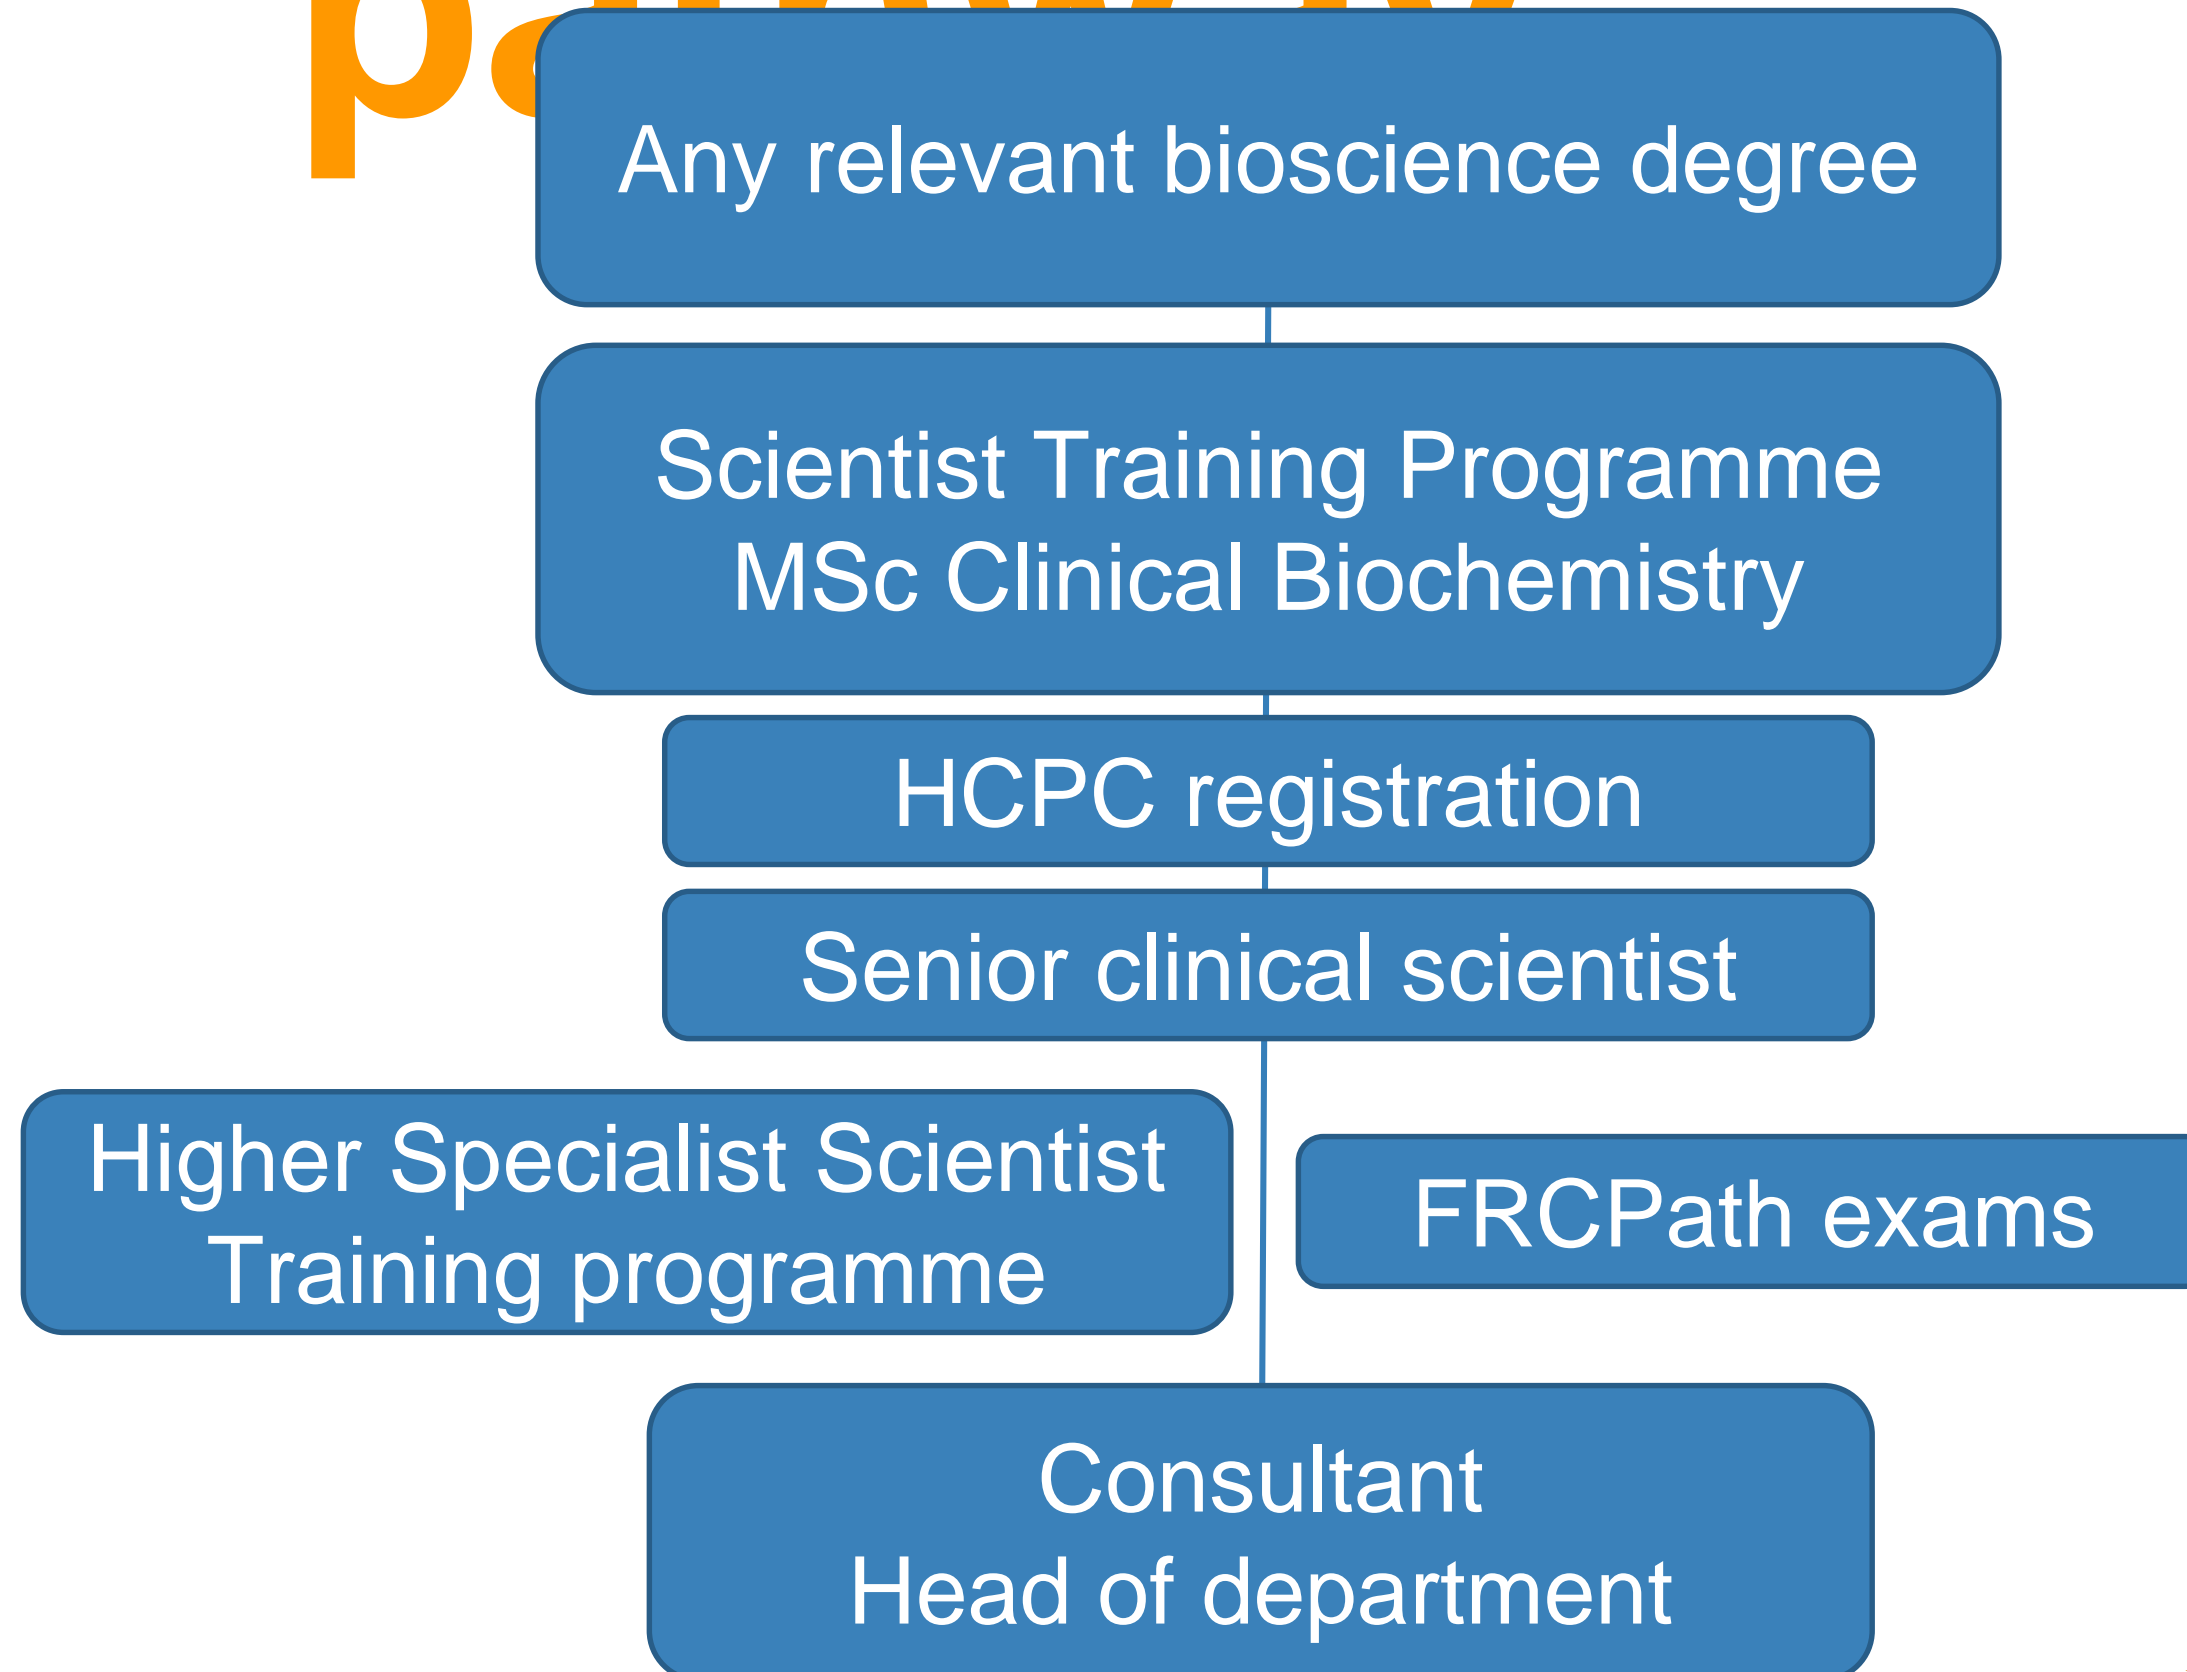 Any relevant bioscience degree
Scientist Training Programme
MSc Clinical Biochemistry
HCPC registration
Senior clinical scientist
Higher Specialist Scientist
Training programme
FRCPath exams
Consultant
Head of department